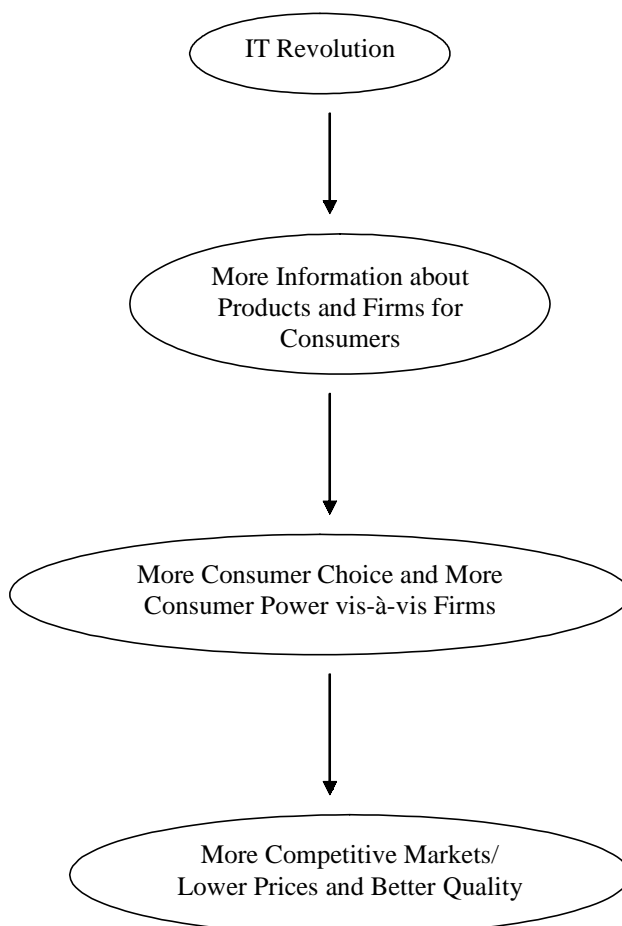 IT Revolution
More Information about
Products and Firms for
Consumers
More Consumer Choice and More
Consumer Power vis-à-vis Firms
More Competitive Markets/
Lower Prices and Better Quality